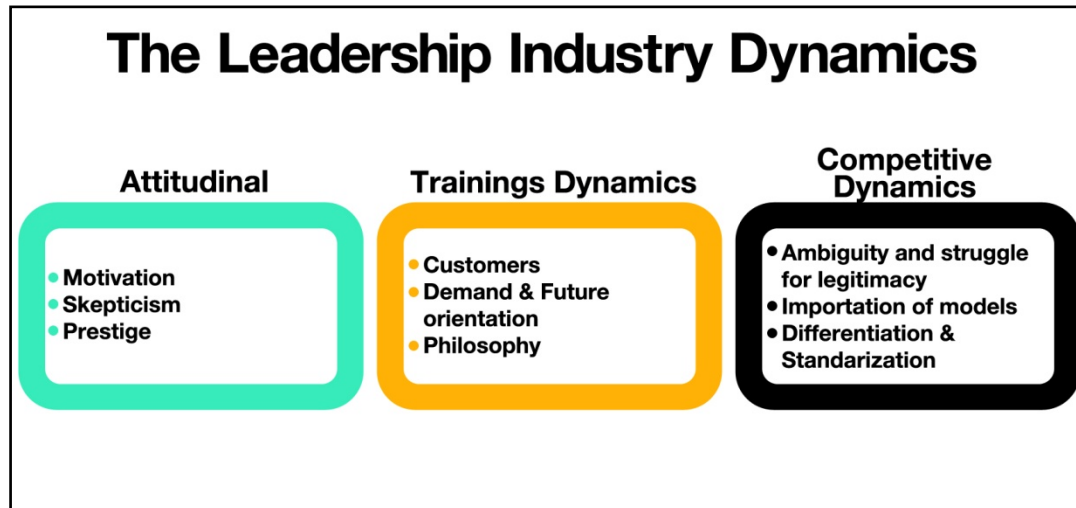 The Leadership Industry Dynamics
Attitudinal
Motivation
Skepticism
Prestige
Trainings Dynamics
Customers
Demand & Future
orientation
Philosophy
Competitive
Dynamics
Ambiguity and struggle
for legitimacy
Importation of models
Differentiation &
Standarization